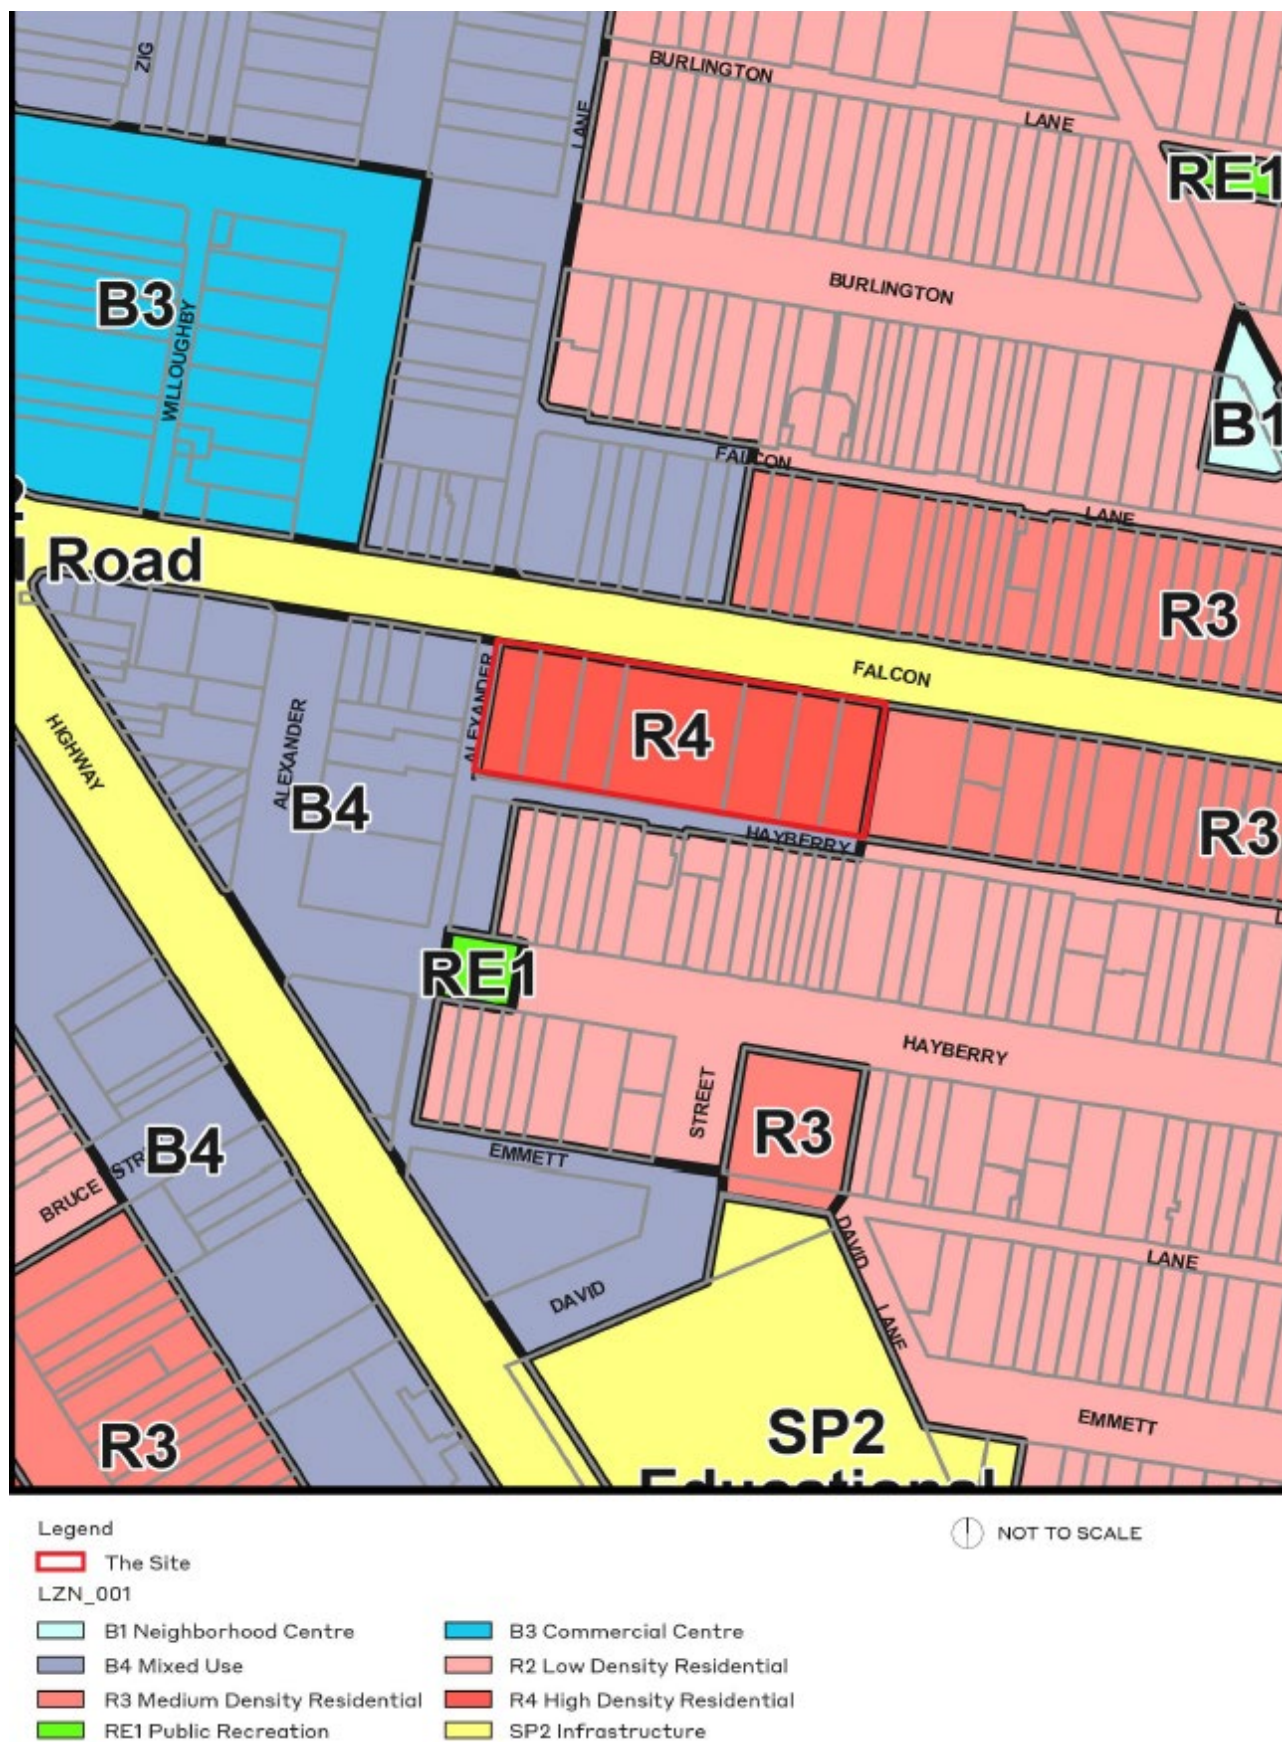 ZIG
BURLINGTON
LANE
LANE
RE1
BURLINGTON
B3
WILLOUGHBY
B1
FALCON
LANE
Road
R3
FALCON
ALEXANDER
R4
HIGHWAY
ALEXANDER
B4
HAYBERRY
R3
RE1
HAYBERRY
STREET
R3
EMMETT
B4
BRUCE
DAVID
LANE
DAVID
LANE
EMMETT
SP2
Educational
R3
Legend
NOT TO SCALE
The Site
LZN_001
B1 Neighborhood Centre
B3 Commercial Centre
B4 Mixed Use
R2 Low Density Residential
R3 Medium Density Residential
R4 High Density Residential
RE1 Public Recreation
SP2 Infrastructure